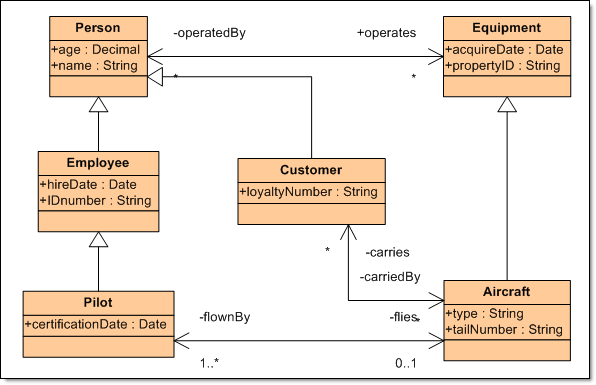 Person
+age : Decimal
+name : String
-operatedBy
+operates
*
*
Equipment
+acquireDate : Date
+propertyID : String
Employee
+hireDate : Date
+IDnumber : String
Customer
+loyaltyNumber : String
*
-carries
-carriedBy
*
Pilot
+certificationDate : Date
-flownBy
-flies
1..*
0..1
Aircraft
+type : String
+tailNumber : String